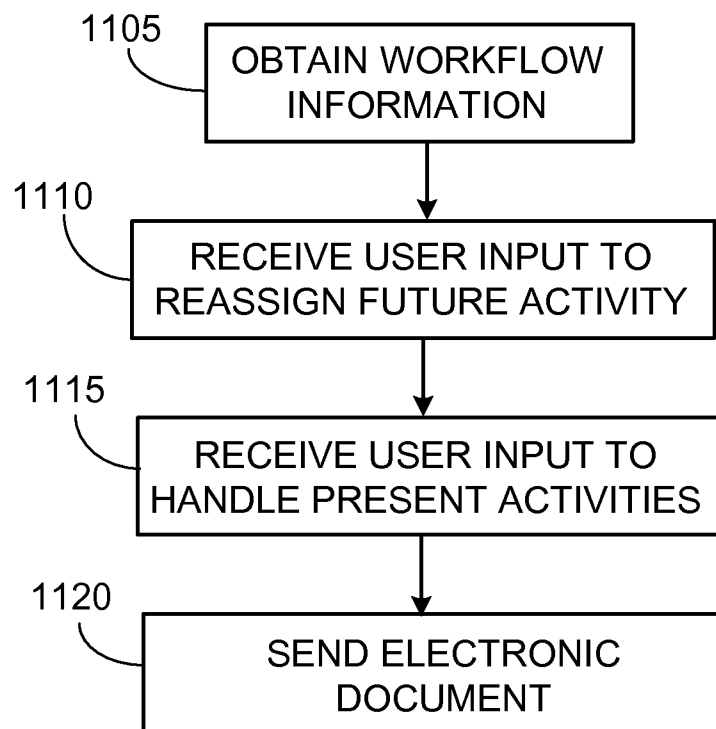 1105
OBTAIN WORKFLOW
INFORMATION
1110
RECEIVE USER INPUT TO
REASSIGN FUTURE ACTIVITY
1115
RECEIVE USER INPUT TO
HANDLE PRESENT ACTIVITIES
1120
SEND ELECTRONIC
DOCUMENT